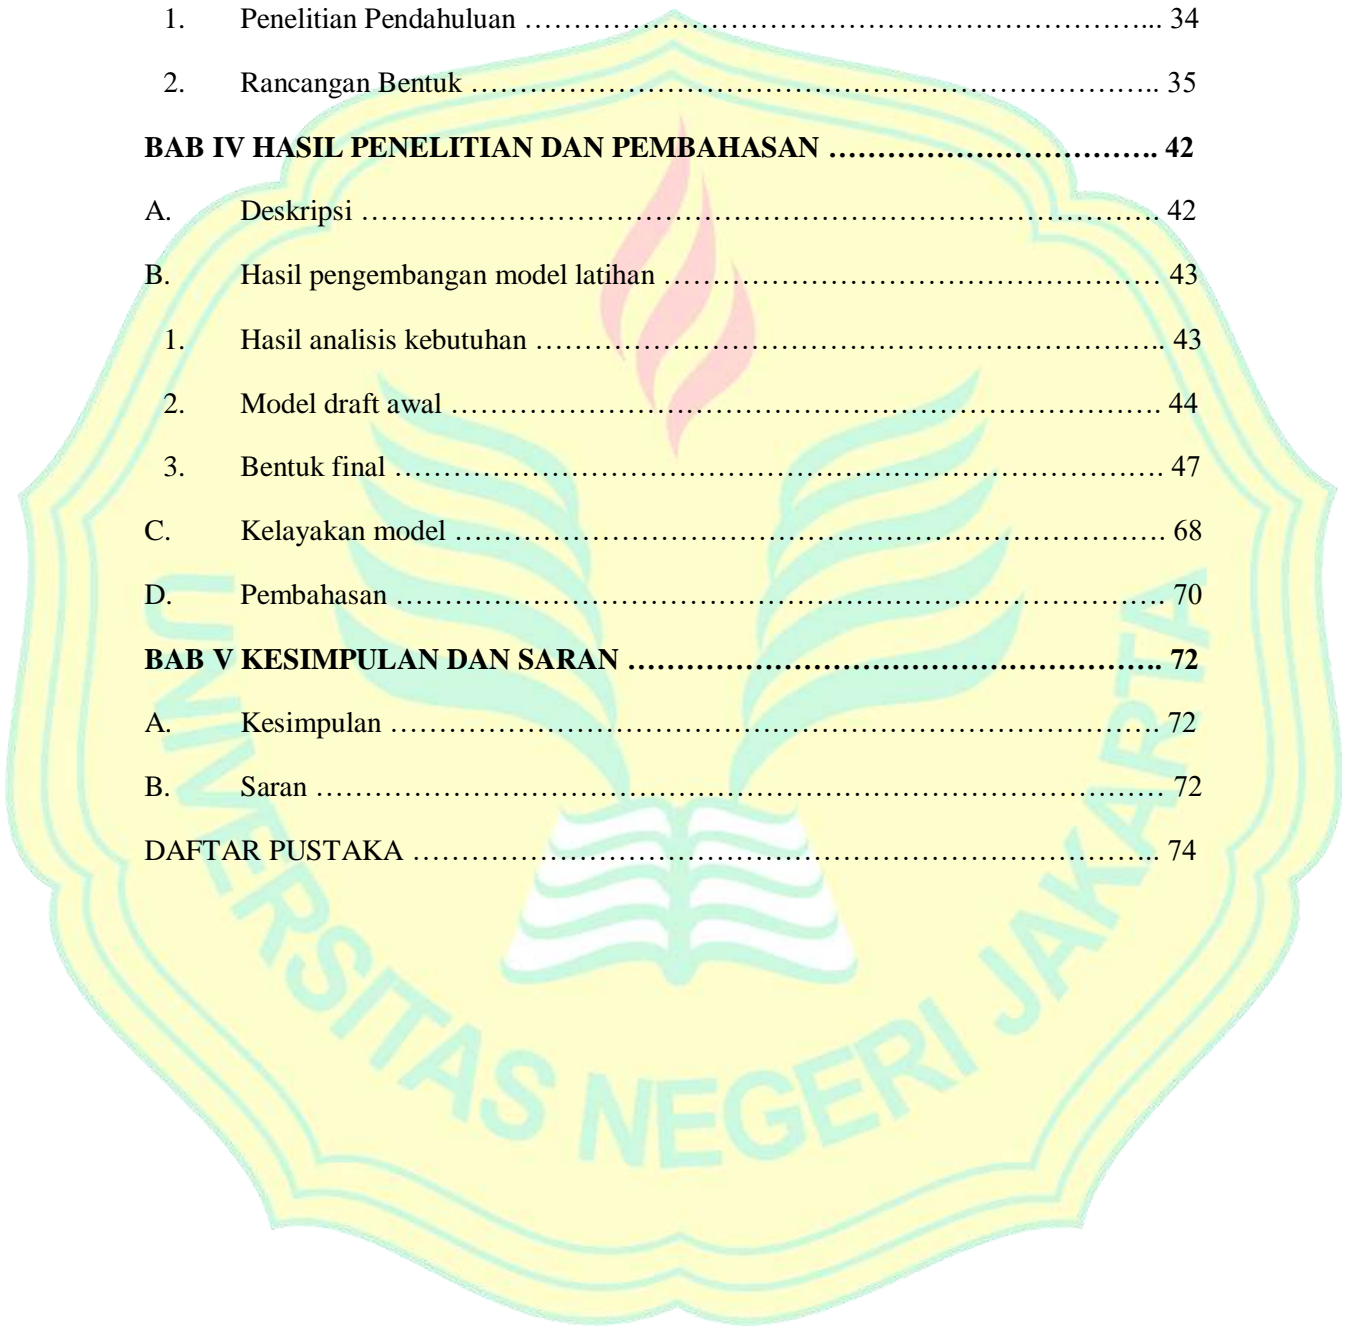 1. Penelitian Pendahuluan ……………………………………………………………... 34
2. Rancangan Bentuk ………………………………………………………………….. 35
BAB IV HASIL PENELITIAN DAN PEMBAHASAN ……………………………. 42
A. Deskripsi ……………………………………………………………………………. 42
B. Hasil pengembangan model latihan ……………………………………………… 43
1. Hasil analisis kebutuhan ………………………………………………………….. 43
2. Model draft awal …………………………………………………………………. 44
3. Bentuk final ………………………………………………………………………. 47
C. Kelayakan model …………………………………………………………………. 68
D. Pembahasan ………………………………………………………………………. 70
BAB V KESIMPULAN DAN SARAN ………………………………………………. 72
A. Kesimpulan ………………………………………………………………………. 72
B. Saran ……………………………………………………………………………… 72
DAFTAR PUSTAKA …………………………………………………………………... 74
UNIVERSITAS NEGERI JAKARTA